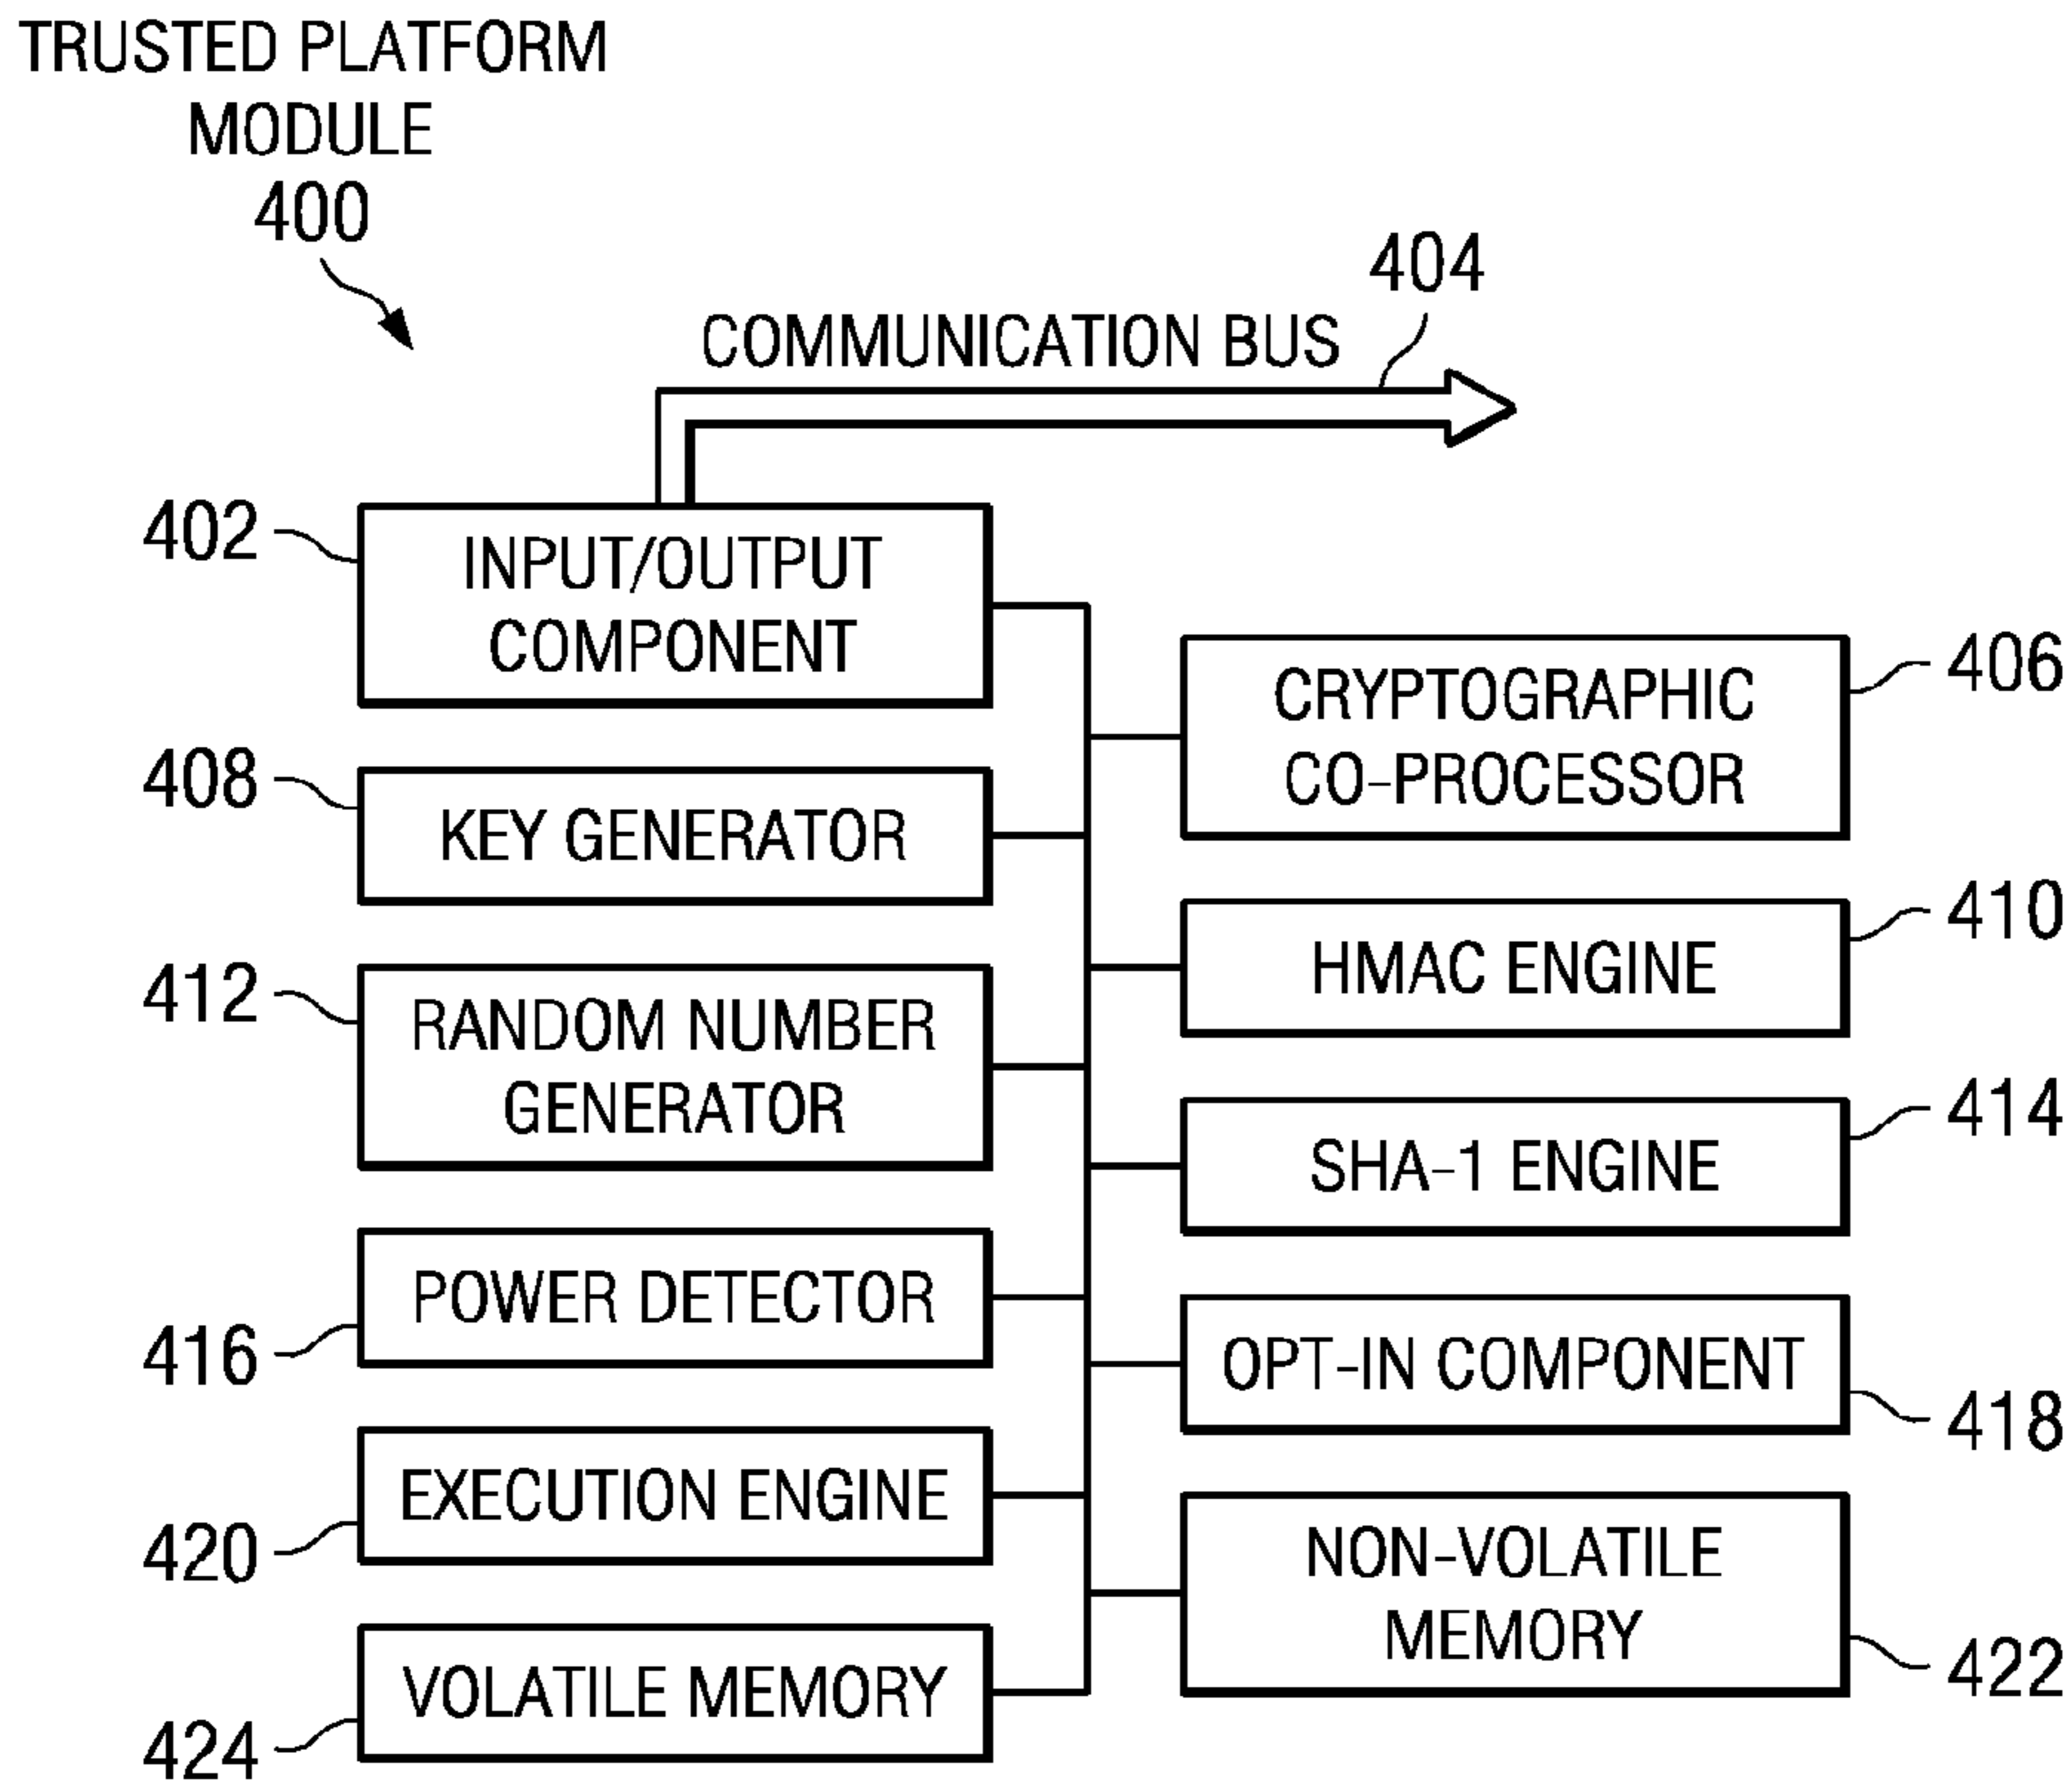 TRUSTED PLATFORM
MODULE
400
404
COMMUNICATION BUS
402
INPUT/OUTPUT
COMPONENT
406
CRYPTOGRAPHIC
CO-PROCESSOR
408
KEY GENERATOR
410
HMAC ENGINE
412
RANDOM NUMBER
GENERATOR
414
SHA-1 ENGINE
416
POWER DETECTOR
418
OPT-IN COMPONENT
420
EXECUTION ENGINE
422
NON-VOLATILE
MEMORY
424
VOLATILE MEMORY